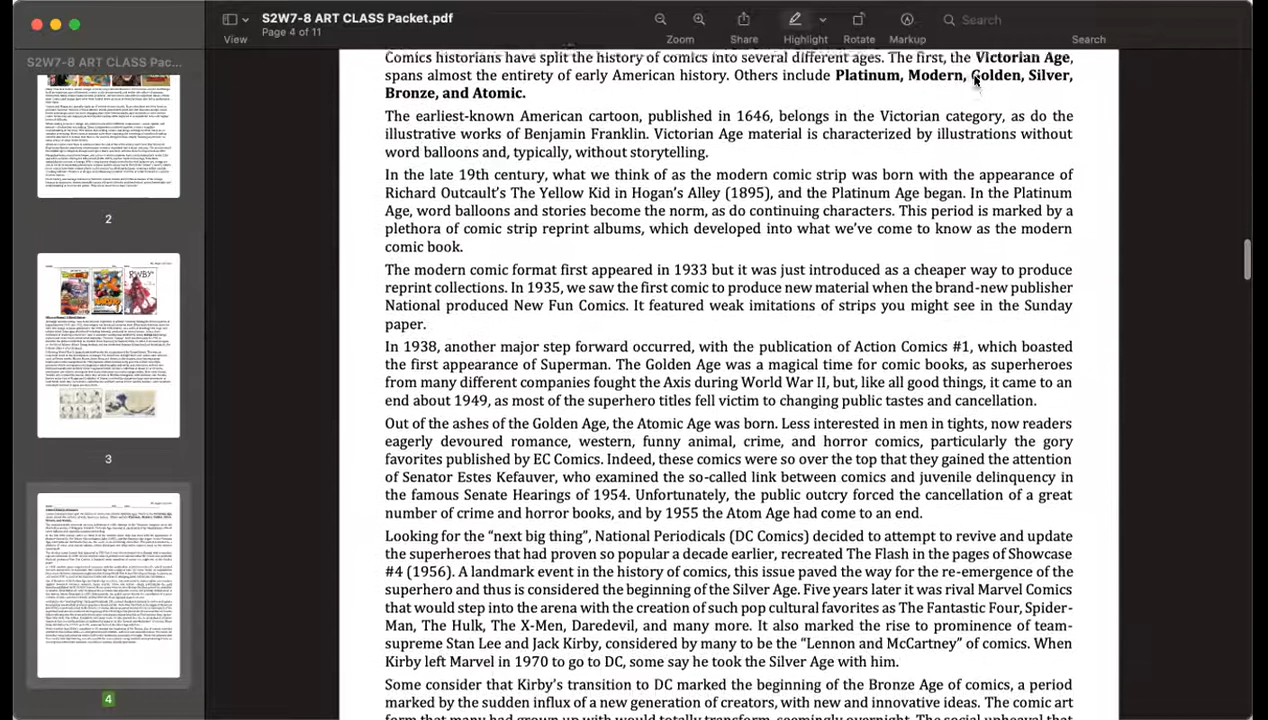 S2W7-8 ART CLASS Packet.pdf
Page 4 of 11
View
Zoom
Share
Highlight
Rotate
Markup
Search
Search
S2W7-8 ART CLASS Pac...
2
3
4
RWBY
Comics historians have split the history of comics into several different ages. The first, the Victorian Age,
spans almost the entirety of early American history. Others include Platinum, Modern, Golden, Silver,
Bronze, and Atomic.
The earliest-known American cartoon, published in 1646, belongs in the Victorian category, as do the
illustrative works of Benjamin Franklin. Victorian Age material is characterized by illustrations without
word balloons and, typically, without storytelling.
In the late 19th century, what we think of as the modern comic strip was born with the appearance of
Richard Outcault's The Yellow Kid in Hogan's Alley (1895), and the Platinum Age began. In the Platinum
Age, word balloons and stories become the norm, as do continuing characters. This period is marked by a
plethora of comic strip reprint albums, which developed into what we've come to know as the modern
comic book.
The modern comic format first appeared in 1933 but it was just introduced as a cheaper way to produce
reprint collections. In 1935, we saw the first comic to produce new material when the brand-new publisher
National produced New Fun Comics. It featured weak imitations of strips you might see in the Sunday
paper.
In 1938, another major step forward occurred, with the publication of Action Comics #1, which boasted
the first appearance of Superman. The Golden Age was a magical time for comic books, as superheroes
from many different companies fought the Axis during World War II, but, like all good things, it came to an
end about 1949, as most of the superhero titles fell victim to changing public tastes and cancellation.
Out of the ashes of the Golden Age, the Atomic Age was born. Less interested in men in tights, now readers
eagerly devoured romance, western, funny animal, crime, and horror comics, particularly the gory
favorites published by EC Comics. Indeed, these comics were so over the top that they gained the attention
of Senator Estes Kefauver, who examined the so-called link between comics and juvenile delinquency in
the famous Senate Hearings of 1954. Unfortunately, the public outcry forced the cancellation of a great
number of crime and horror books, and by 1955 the Atom Age had come to an end.
Looking for the "next big thing", National Periodicals (DC Comics) decided to attempt to revive and update
the superheroes that had been so popular a decade earlier, and created The Flash in the pages of Showcase
#4 (1956). A landmark issue in the history of comics, this book paved the way for the re-emergence of the
superhero and many consider it the beginning of the Silver Age. Five years later it was rival Marvel Comics
that would step to the forefront, with the creation of such pivotal forces as The Fantastic Four, Spider-
Man, The Hulk, The X-Men, Daredevil, and many more, and the rise to prominence of team-
supreme Stan Lee and Jack Kirby, considered by many to be the "Lennon and McCartney" of comics. When
Kirby left Marvel in 1970 to go to DC, some say he took the Silver Age with him.
Some consider that Kirby's transition to DC marked the beginning of the Bronze Age of comics, a period
marked by the sudden influx of a new generation of creators, with new and innovative ideas. The comic art
form that many had grown up with would totally transform, seemingly overnight. The social upheaval that